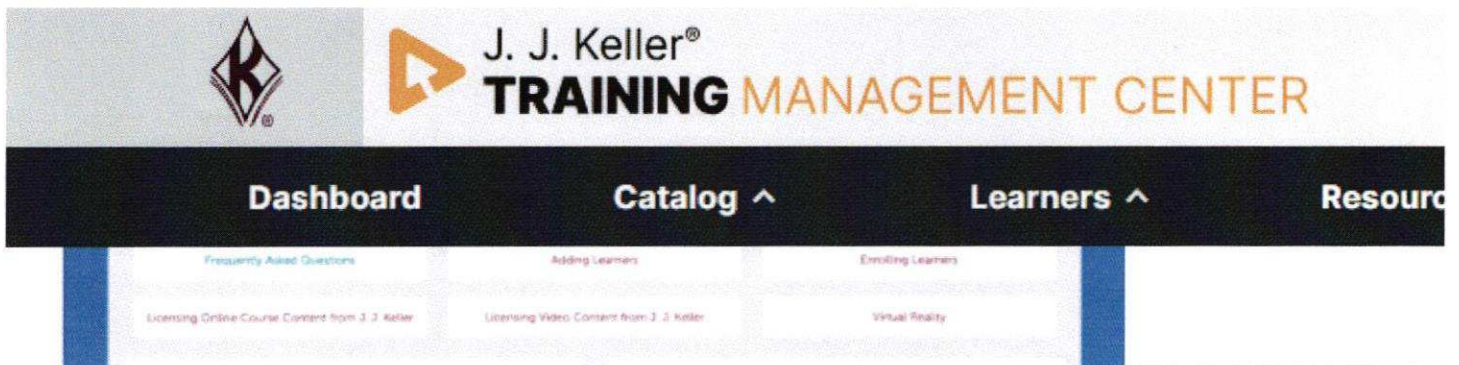 K®
J. J. Keller®
TRAINING MANAGEMENT CENTER
Dashboard Catalog Learners Resourc
Frequently Asked Questions Adding Learners Enrolling Learners
Licensing Online Course Content from J. J. Keller Licensing Video Content from J. J. Keller Virtual Reality